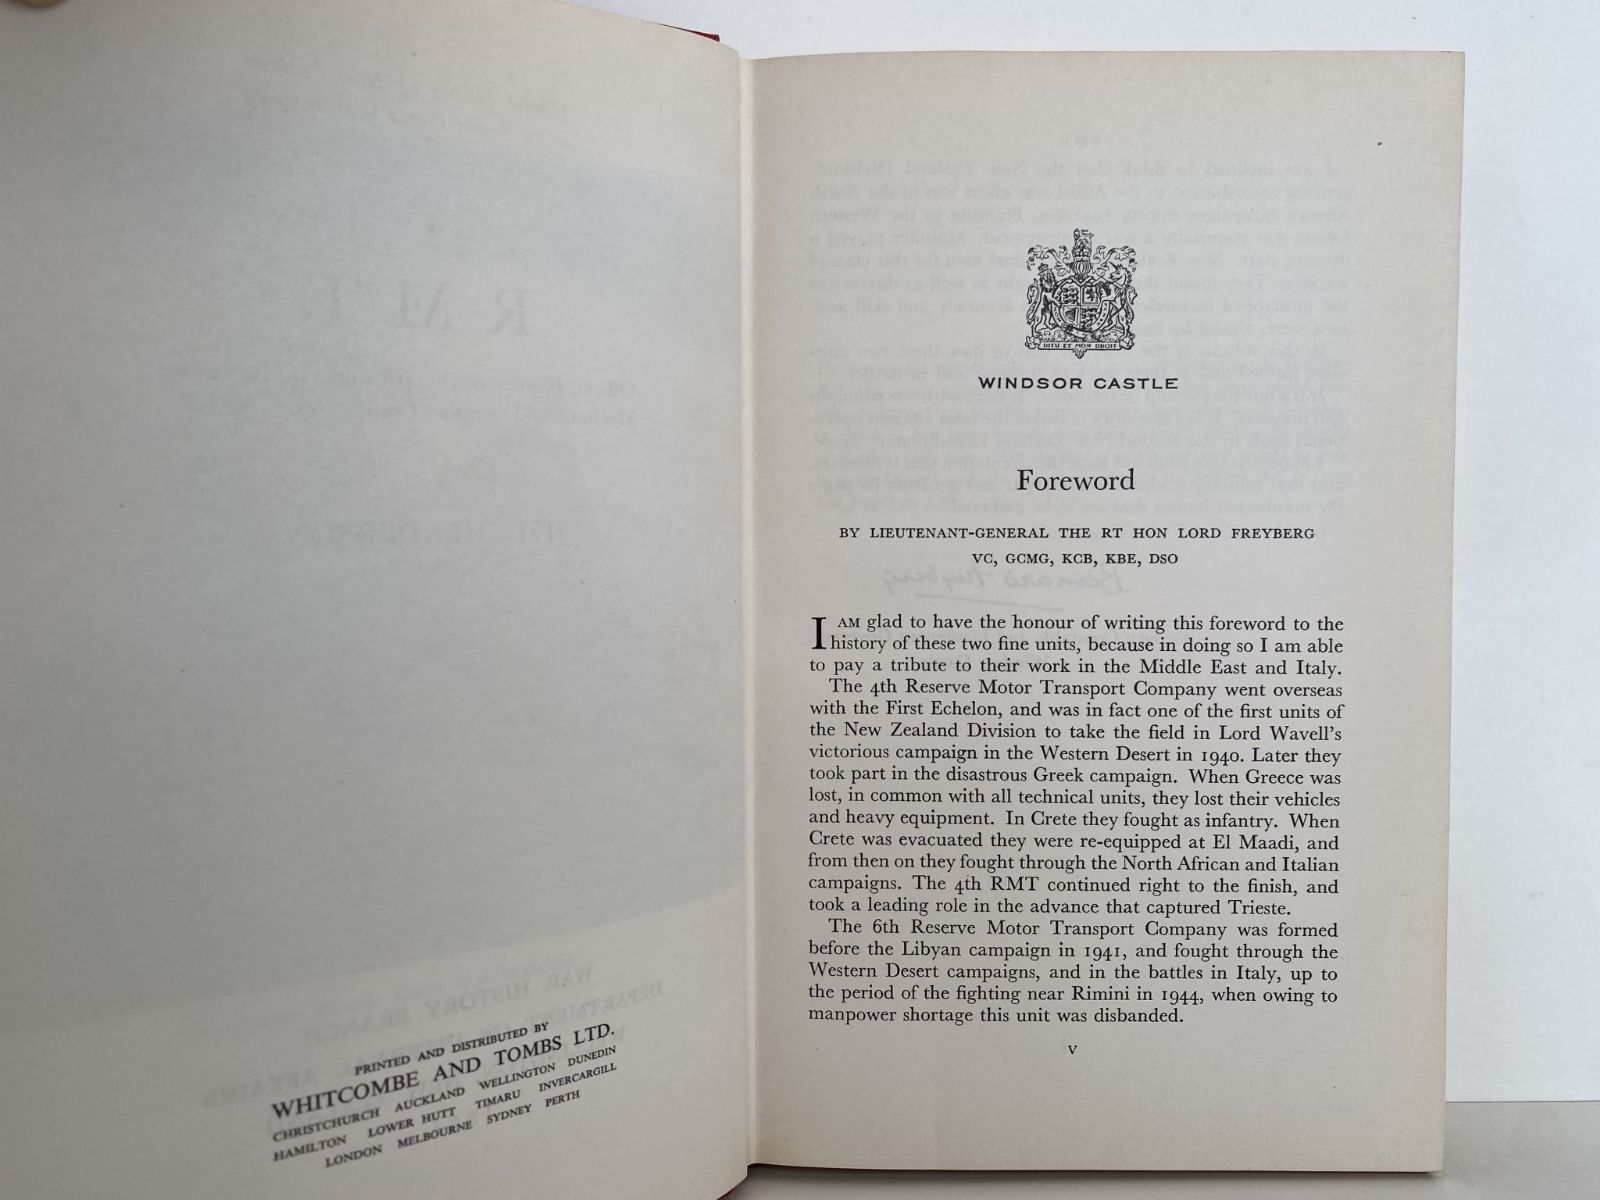 PRINTED AND DISTRIBUTED BY
WHITCOMBE AND TOMBS LTD.
CHRISTCHURCH AUCKLAND WELLINGTON DUNEDIN
HAMILTON LOWER HUTT TIMARU INVERCARGILL
LONDON MELBOURNE SYDNEY PERTH
DIEU ET MON DROIT
WINDSOR CASTLE
Foreword
BY LIEUTENANT-GENERAL THE RT HON LORD FREYBERG
VC, GCMG, KCB, KBE, DSO
I AM glad to have the honour of writing this foreword to the
history of these two fine units, because in doing so I am able
to pay a tribute to their work in the Middle East and Italy.
The 4th Reserve Motor Transport Company went overseas
with the First Echelon, and was in fact one of the first units of
the New Zealand Division to take the field in Lord Wavell's
victorious campaign in the Western Desert in 1940. Later they
took part in the disastrous Greek campaign. When Greece was
lost, in common with all technical units, they lost their vehicles
and heavy equipment. In Crete they fought as infantry. When
Crete was evacuated they were re-equipped at El Maadi, and
from then on they fought through the North African and Italian
campaigns. The 4th RMT continued right to the finish, and
took a leading role in the advance that captured Trieste.
The 6th Reserve Motor Transport Company was formed
before the Libyan campaign in 1941, and fought through the
Western Desert campaigns, and in the battles in Italy, up to
the period of the fighting near Rimini in 1944, when owing to
manpower shortage this unit was disbanded.
v